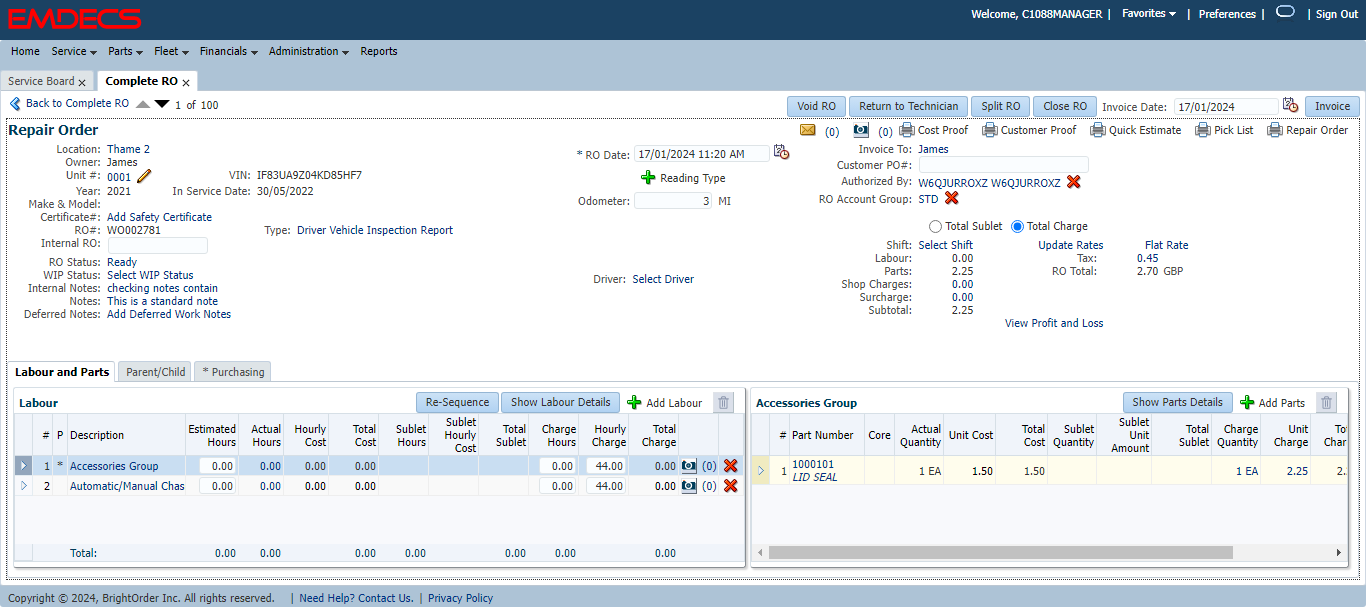 EMDECS
Welcome, C1088MANAGER | Favorites | Preferences | | Sign Out
Home Service Parts Fleet Financials Administration Reports
Service Board x Complete RO x
Back to Complete RO 1 of 100
Void RO Return to Technician Split RO Close RO Invoice Date: 17/01/2024 Invoice
Repair Order
(0) (0) Cost Proof Customer Proof Quick Estimate Pick List Repair Order
Location: Thame 2
Owner: James
Unit #: 0001 VIN: IF83UA9Z04KD85HF7
Year: 2021 In Service Date: 30/05/2022
Make & Model:
Certificate#: Add Safety Certificate
RO#: WO002781 Type: Driver Vehicle Inspection Report
Internal RO:
RO Status: Ready
WIP Status: Select WIP Status
Internal Notes: checking notes contain
Notes: This is a standard note
Deferred Notes: Add Deferred Work Notes
* RO Date: 17/01/2024 11:20 AM
Reading Type
Odometer: 3 MI
Driver: Select Driver
Invoice To: James
Customer PO#:
Authorized By: W6QJURROXZ W6QJURROXZ
RO Account Group: STD
Total Sublet Total Charge
Shift: Select Shift Update Rates Flat Rate
Labour: 0.00 Tax: 0.45
Parts: 2.25 RO Total: 2.70 GBP
Shop Charges: 0.00
Surcharge: 0.00
Subtotal: 2.25
View Profit and Loss
Labour and Parts Parent/Child * Purchasing
Labour Re-Sequence Show Labour Details Add Labour
# P Description Estimated Hours Actual Hours Hourly Cost Total Cost Sublet Hours Sublet Hourly Cost Total Sublet Charge Hours Hourly Charge Total Charge
1 * Accessories Group 0.00 0.00 0.00 0.00 0.00 44.00 0.00 (0)
2 Automatic/Manual Chas 0.00 0.00 0.00 0.00 0.00 44.00 0.00 (0)
Total: 0.00 0.00 0.00 0.00 0.00 0.00 0.00
Accessories Group Show Parts Details Add Parts
# Part Number Core Actual Quantity Unit Cost Total Cost Sublet Quantity Sublet Unit Amount Total Sublet Charge Quantity Unit Charge
1 1000101 1 EA 1.50 1.50 1 EA 2.25
LID SEAL
Copyright © 2024, BrightOrder Inc. All rights reserved. | Need Help? Contact Us. | Privacy Policy